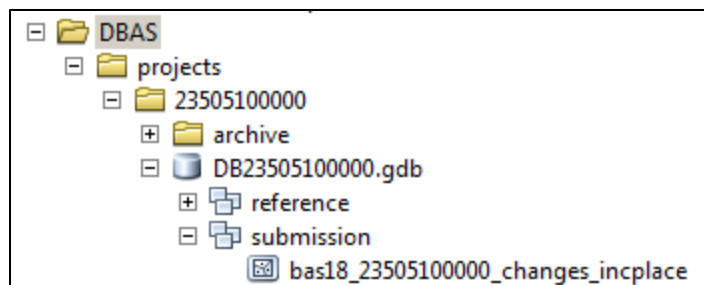 DBAS
projects
23505100000
archive
DB23505100000.gdb
reference
submission
bas18_23505100000_changes_incplace